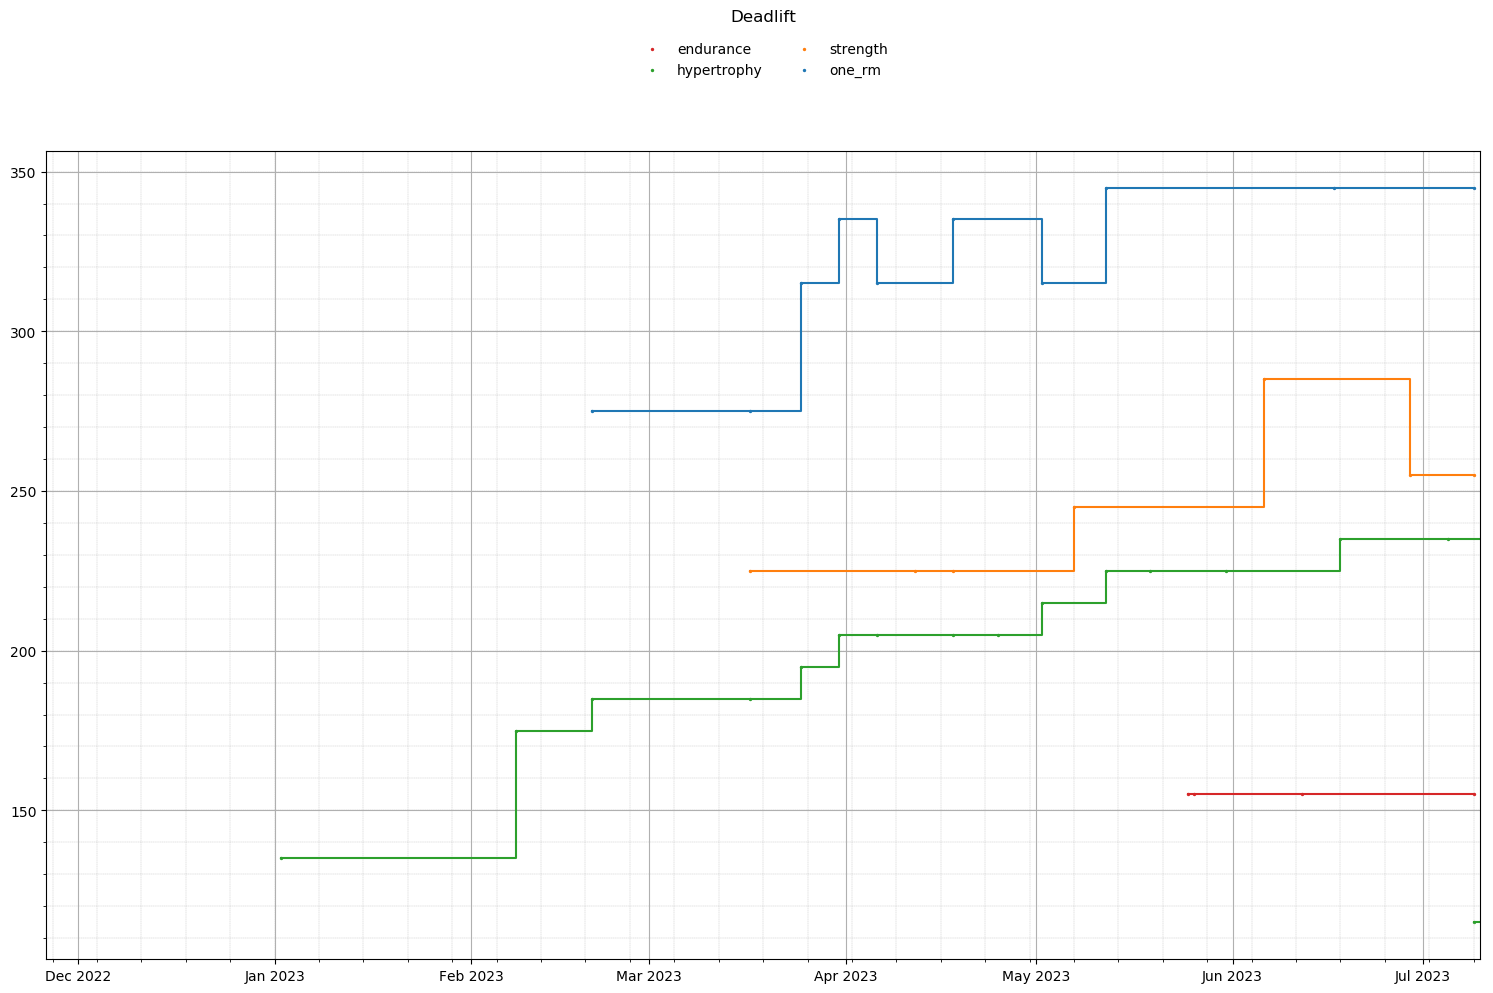 Deadlift
endurance
strength
hypertrophy
one_rm
350
300
250
200
150
Dec 2022
Jan 2023
Feb 2023
Mar 2023
Apr 2023
May 2023
Jun 2023
Jul 2023